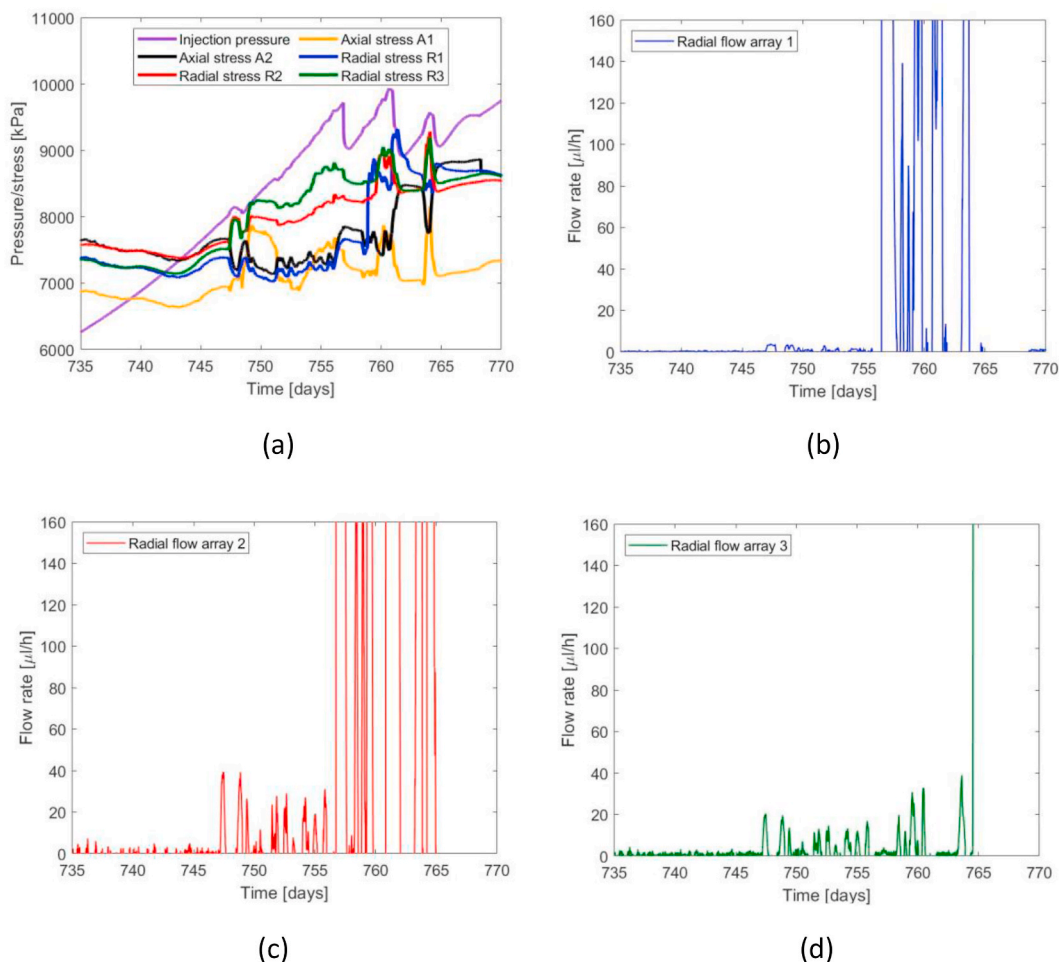 11000
10000
9000
8000
7000
6000
Pressure/stress [kPa]
Injection pressure
Axial stress A1
Axial stress A2
Radial stress R1
Radial stress R2
Radial stress R3
735 740 745 750 755 760 765 770
Time [days]
(a)
160
140
120
100
80
60
40
20
0
Flow rate [µl/h]
Radial flow array 1
735 740 745 750 755 760 765 770
Time [days]
(b)
160
140
120
100
80
60
40
20
0
Flow rate [µl/h]
Radial flow array 2
735 740 745 750 755 760 765 770
Time [days]
(c)
160
140
120
100
80
60
40
20
0
Flow rate [µl/h]
Radial flow array 3
735 740 745 750 755 760 765 770
Time [days]
(d)